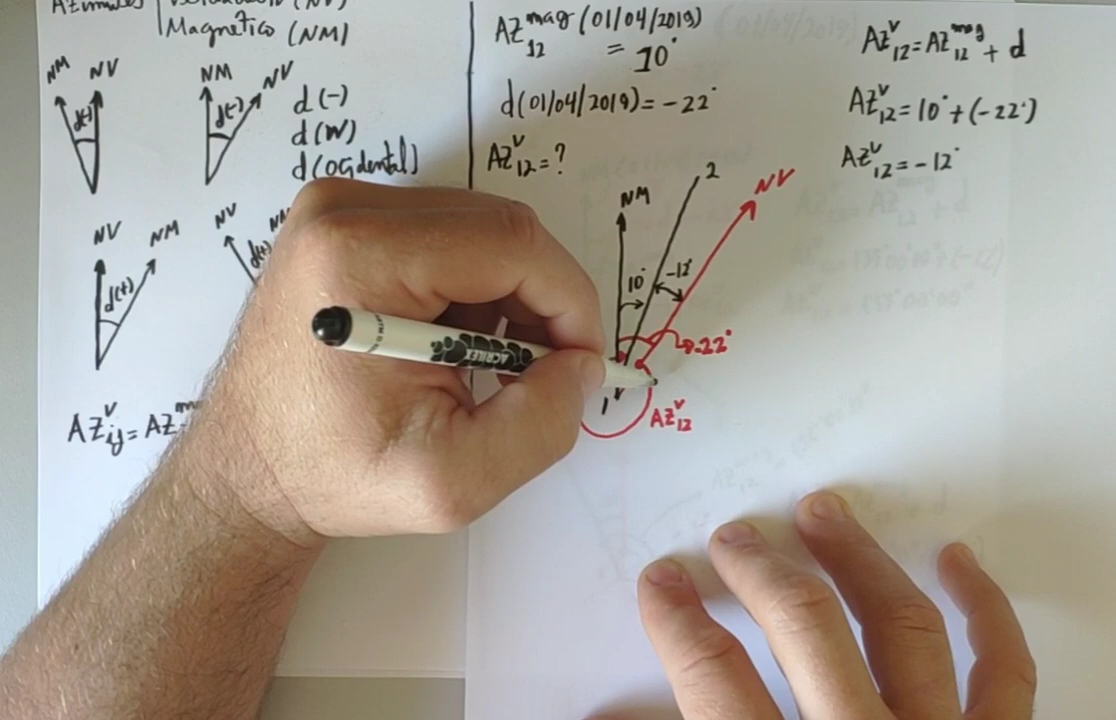 Azimutes
Magnético (NM)
NM NV
d(-)
NM NV
d(-)
d (-)
d (W)
d (ocidental)
NV NM
d(+)
NV
Az^v_ij = Az
AZ^mag_12 (01/04/2019)
= 10°
d (01/04/2019) = -22°
AZ^v_12 = ?
NM
2
NV
10°
-12°
-22°
1
AZ^v_12
AZ^v_12 = AZ^mag_12 + d
AZ^v_12 = 10° + (-22°)
AZ^v_12 = -12°
ACRILEX